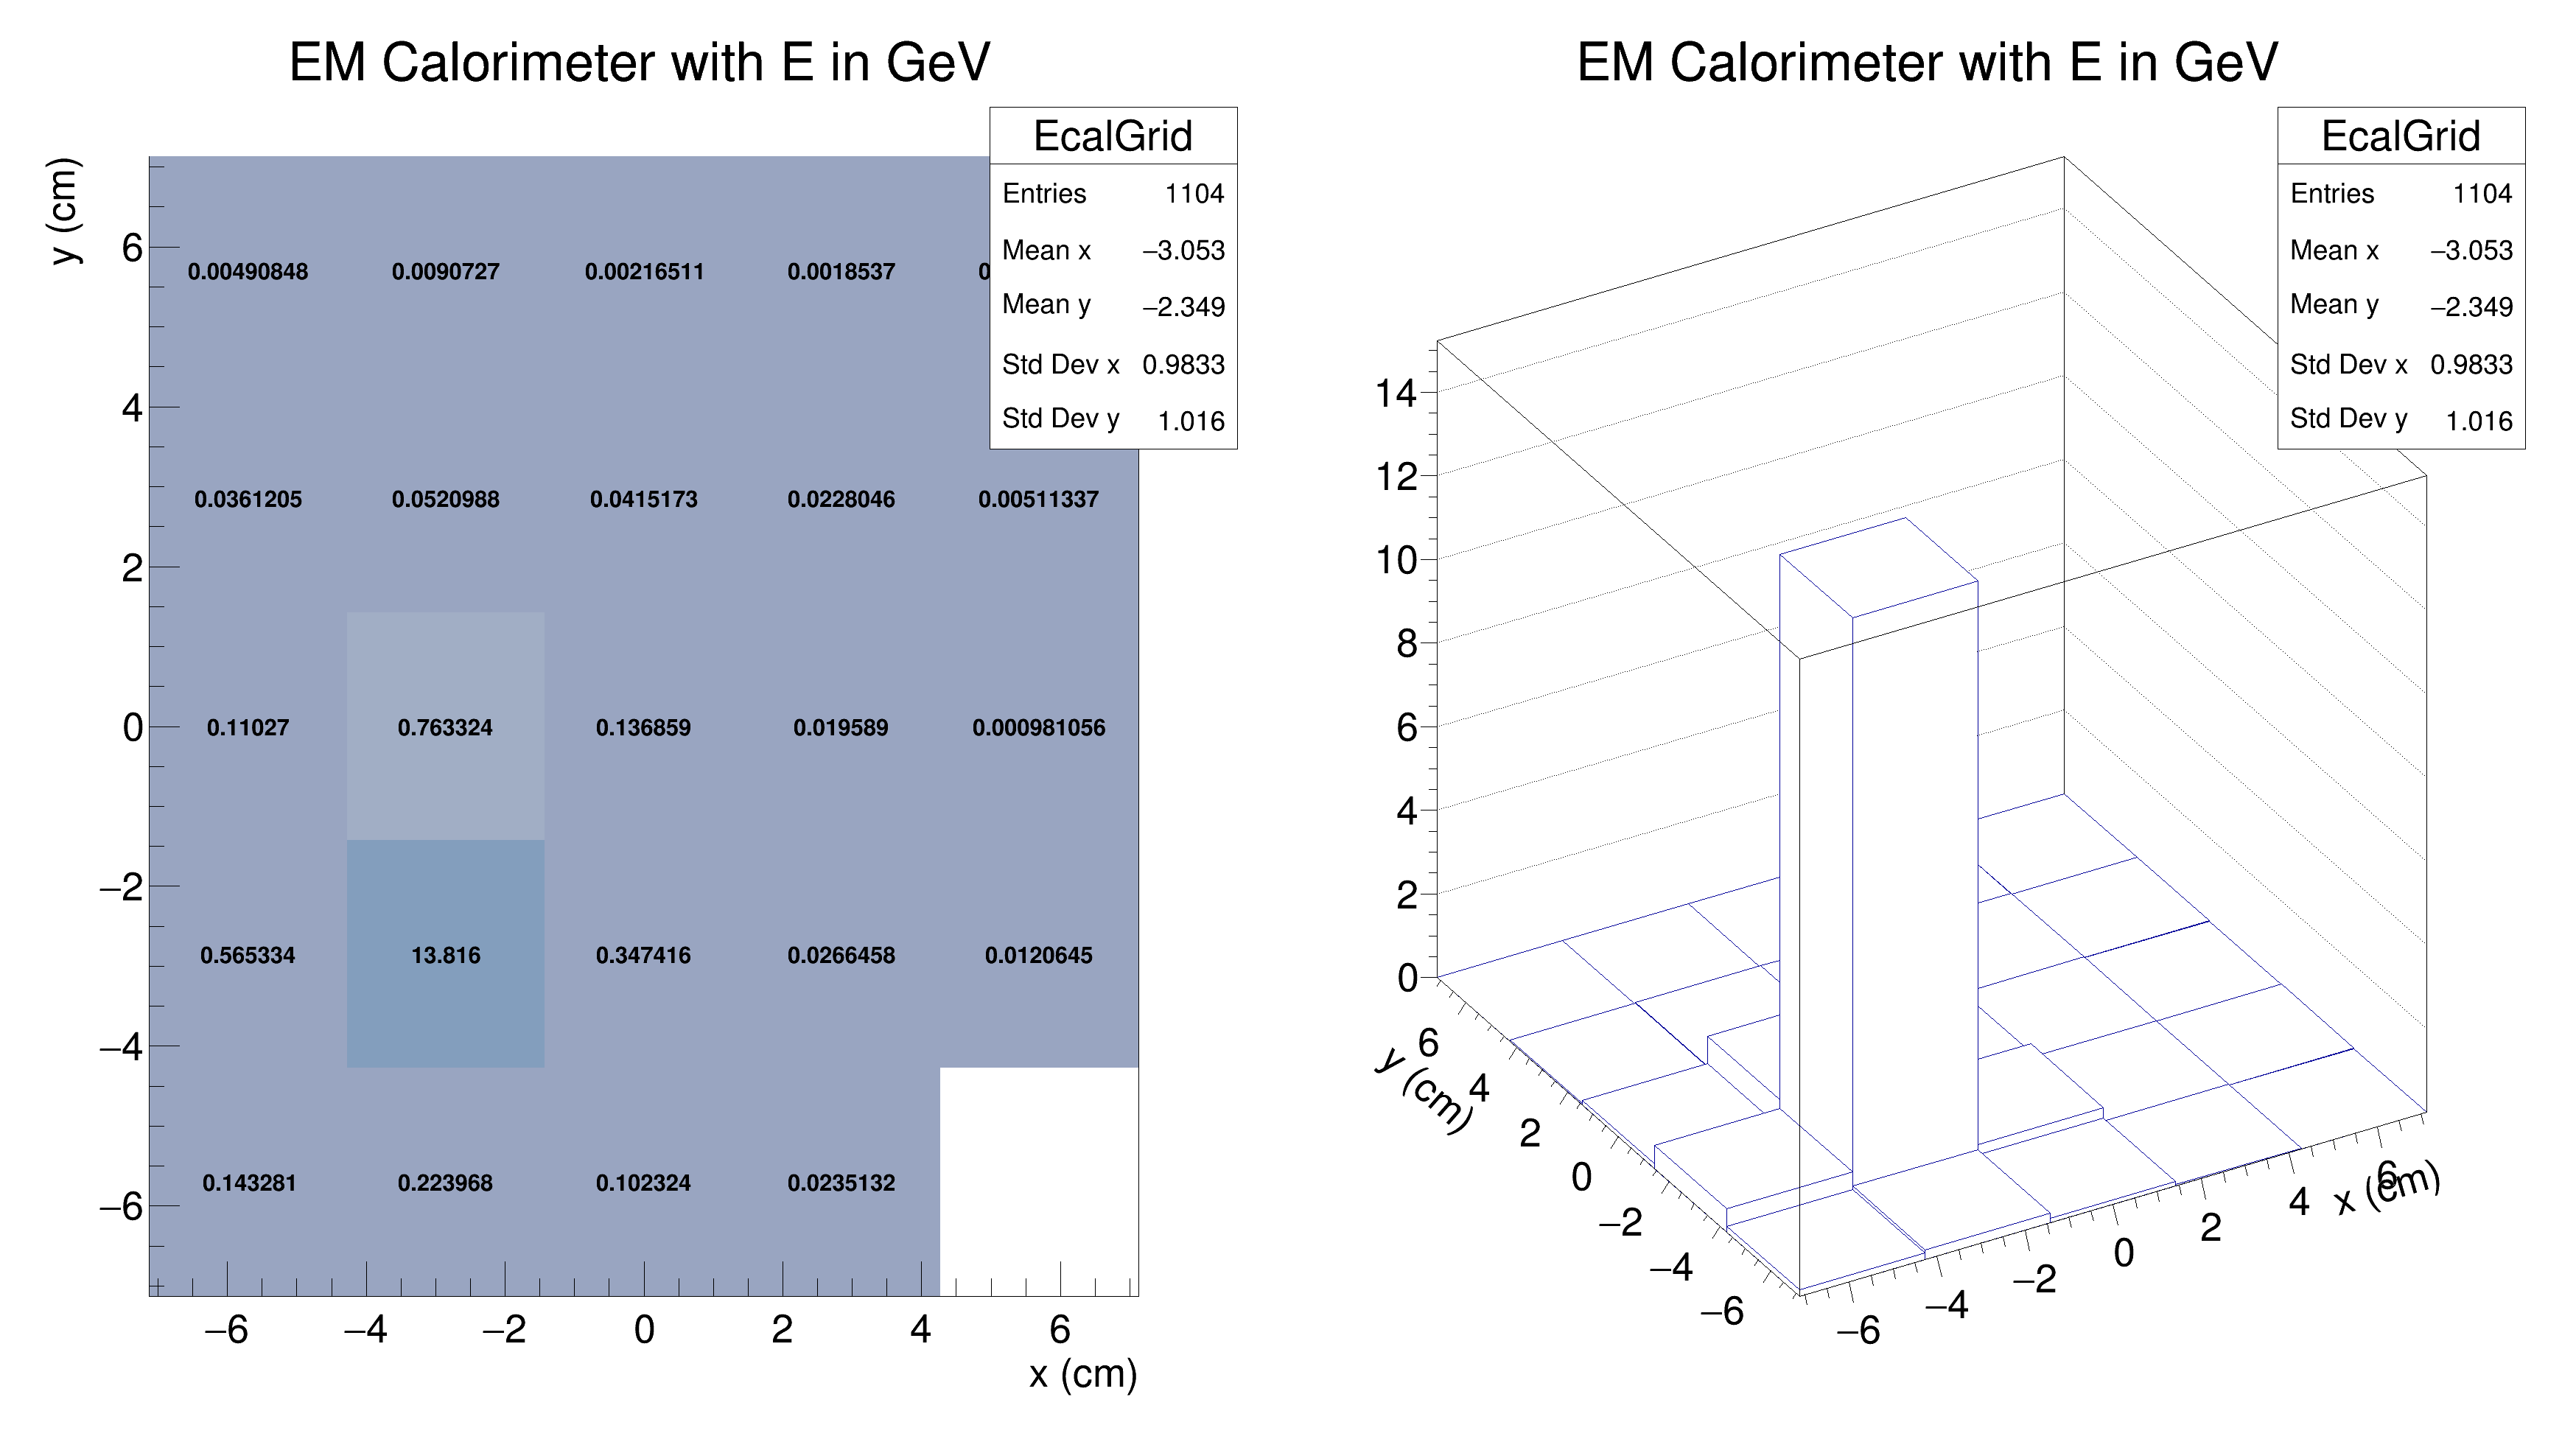 EM Calorimeter with E in GeV
EcalGrid
Entries 1104
Mean x −3.053
Mean y −2.349
Std Dev x 0.9833
Std Dev y 1.016
y (cm)
6
4
2
0
−2
−4
−6
0.00490848 0.0090727 0.00216511 0.0018537
0.0361205 0.0520988 0.0415173 0.0228046 0.00511337
0.11027 0.763324 0.136859 0.019589 0.000981056
0.565334 13.816 0.347416 0.0266458 0.0120645
0.143281 0.223968 0.102324 0.0235132
−6 −4 −2 0 2 4 6
x (cm)
EM Calorimeter with E in GeV
EcalGrid
Entries 1104
Mean x −3.053
Mean y −2.349
Std Dev x 0.9833
Std Dev y 1.016
14
12
10
8
6
4
2
0
6
4
2
0
−2
−4
−6
y (cm)
−6 −4 −2 0 2 4 6
x (cm)